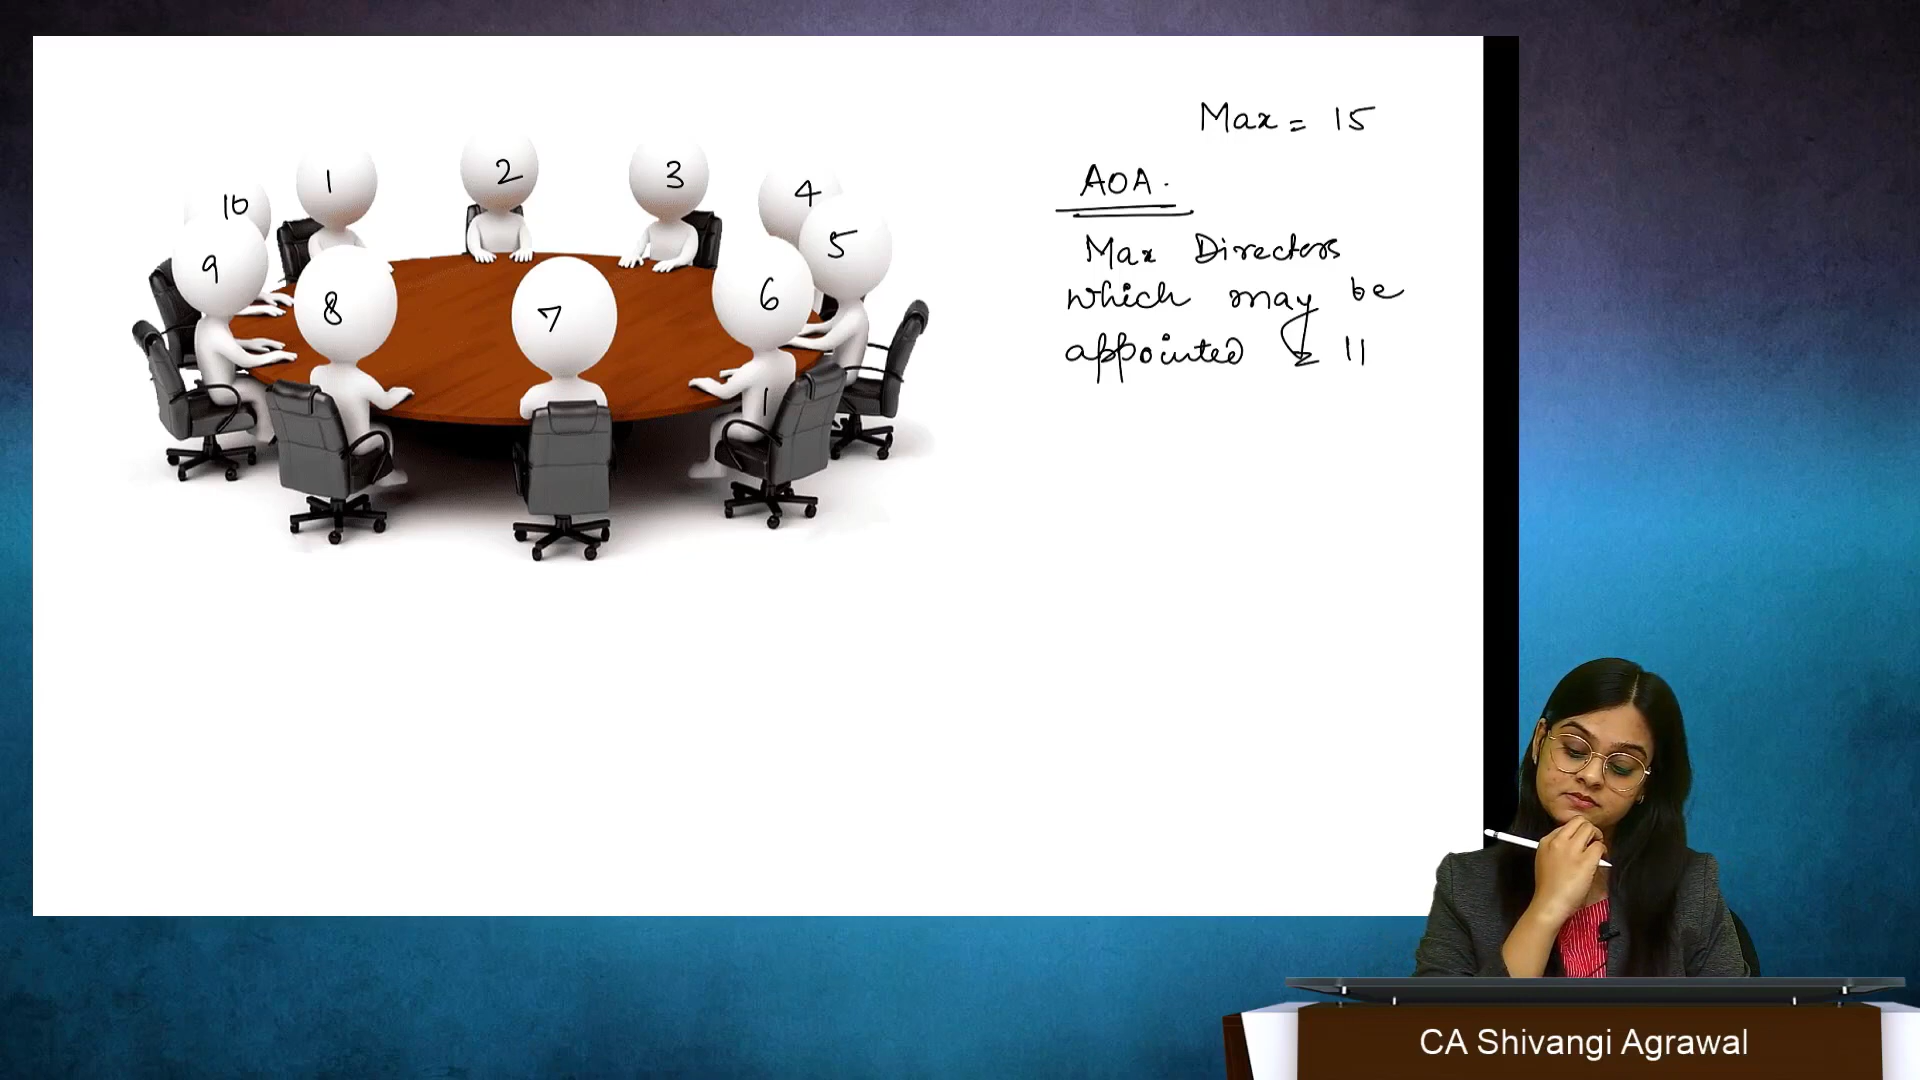 Max = 15
AOA.
Max Directors
which may be
appointed = 11
1
2
3
4
5
6
7
8
9
10
1
CA Shivangi Agrawal